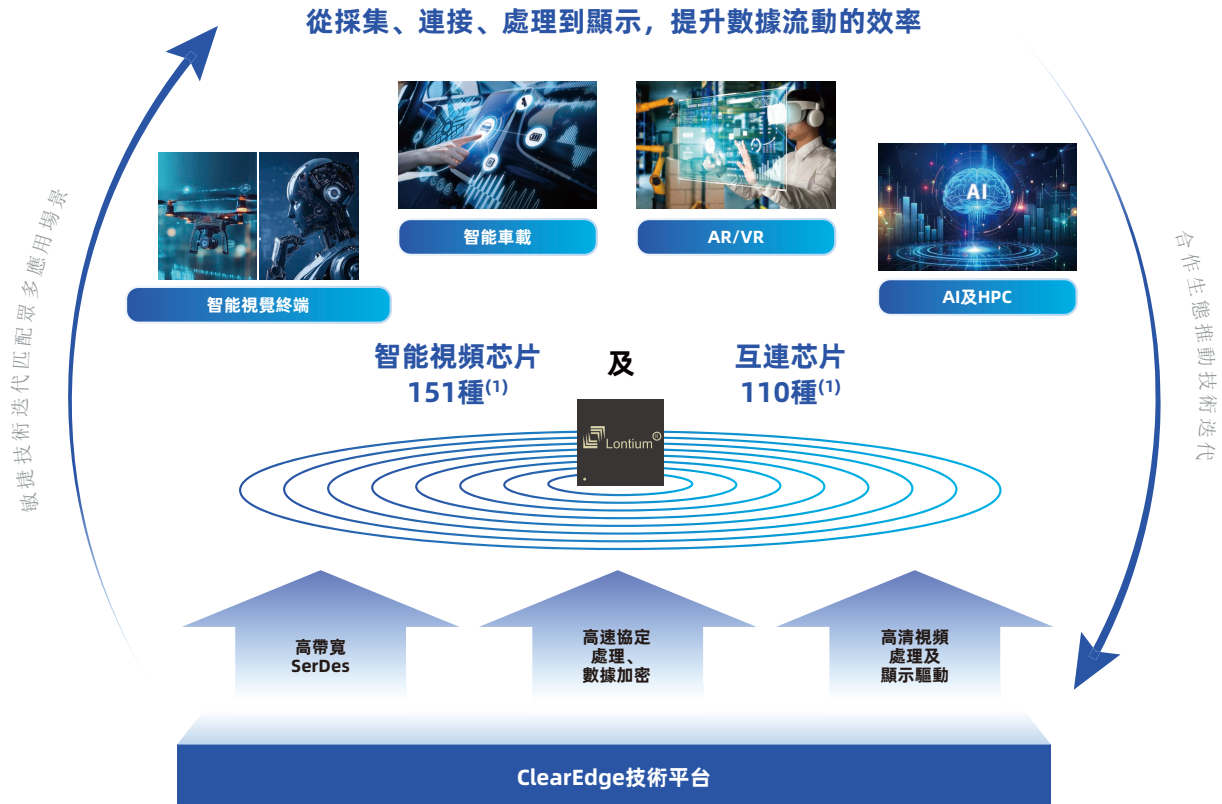 從採集、連接、處理到顯示，提升數據流動的效率
敏捷技術迭代匹配眾多應用場景
智能視覺終端
智能車載
AR/VR
AI
AI及HPC
合作生態推動技術迭代
智能視頻芯片
151種(1)
及
互連芯片
110種(1)
Lontium®
高帶寬
SerDes
高速協定
處理、
數據加密
高清視頻
處理及
顯示驅動
ClearEdge技術平台